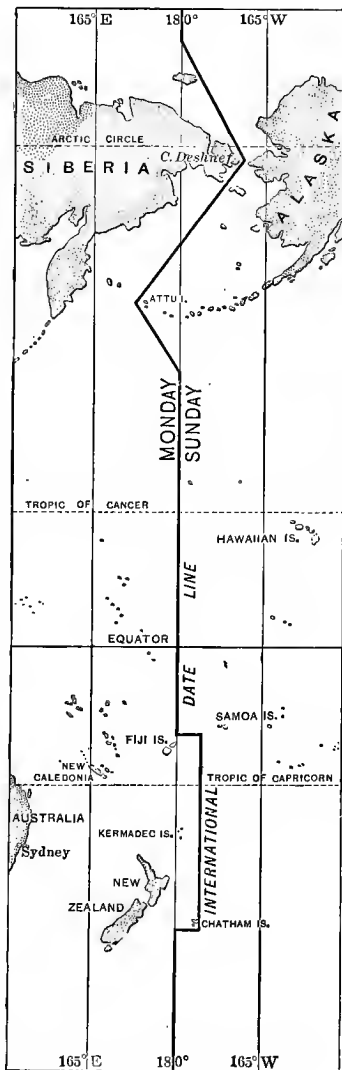 165°E 180° 165°W
ARCTIC CIRCLE
C. Deshnef
SIBERIA
ALASKA
ATTU I.
MONDAY
SUNDAY
TROPIC OF CANCER
HAWAIIAN IS.
LINE
EQUATOR
DATE
SAMOA IS.
FIJI IS.
NEW
CALEDONIA
TROPIC OF CAPRICORN
AUSTRALIA
INTERNATIONAL
KERMADEC IS.
Sydney
NEW
ZEALAND
CHATHAM IS.
165°E 180° 165°W